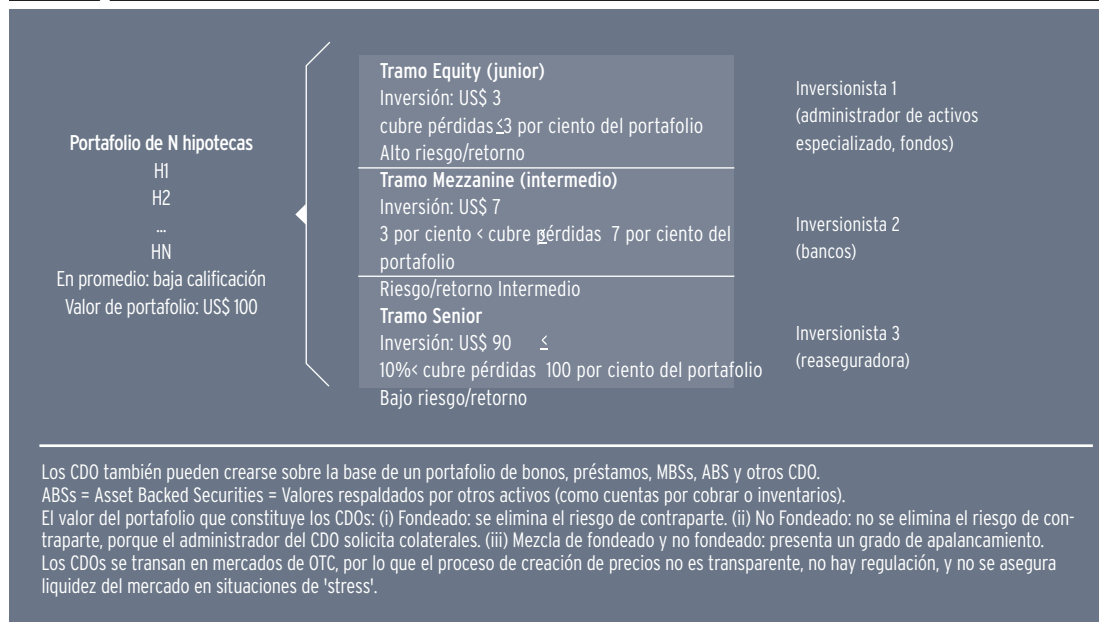 Portafolio de N hipotecas
H1
H2
...
HN
En promedio: baja calificación
Valor de portafolio: US$ 100
Tramo Equity (junior)
Inversión: US$ 3
cubre pérdidas ≤3 por ciento del portafolio
Alto riesgo/retorno
Tramo Mezzanine (intermedio)
Inversión: US$ 7
3 por ciento < cubre pérdidas 7 por ciento del
portafolio
Riesgo/retorno Intermedio
Tramo Senior
Inversión: US$ 90 ≤
10%< cubre pérdidas 100 por ciento del portafolio
Bajo riesgo/retorno
Inversionista 1
(administrador de activos
especializado, fondos)
Inversionista 2
(bancos)
Inversionista 3
(reaseguradora)
Los CDO también pueden crearse sobre la base de un portafolio de bonos, préstamos, MBSs, ABS y otros CDO.
ABSs = Asset Backed Securities = Valores respaldados por otros activos (como cuentas por cobrar o inventarios).
El valor del portafolio que constituye los CDOs: (i) Fondeado: se elimina el riesgo de contraparte. (ii) No Fondeado: no se elimina el riesgo de con-
traparte, porque el administrador del CDO solicita colaterales. (iii) Mezcla de fondeado y no fondeado: presenta un grado de apalancamiento.
Los CDOs se transan en mercados de OTC, por lo que el proceso de creación de precios no es transparente, no hay regulación, y no se asegura
liquidez del mercado en situaciones de 'stress'.